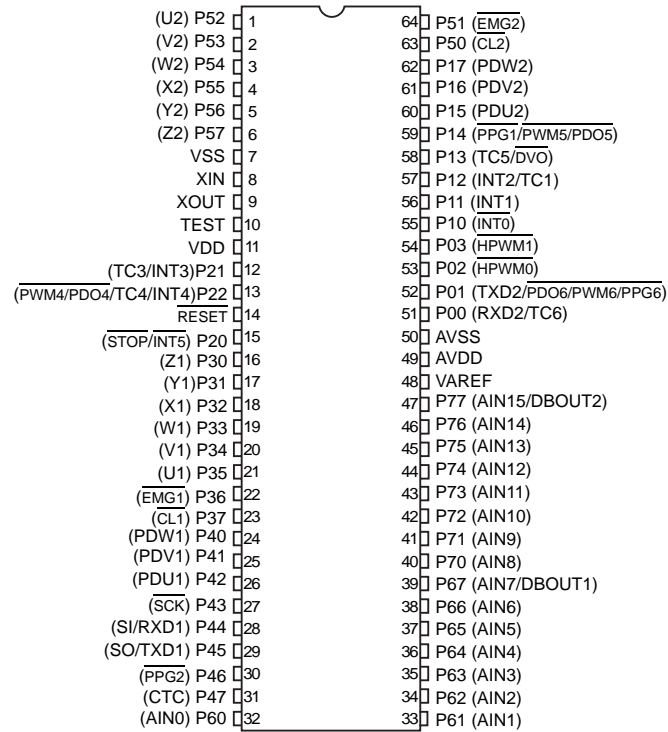 (U2) P52 1 64 P51 (EMG2)
(V2) P53 2 63 P50 (CL2)
(W2) P54 3 62 P17 (PDW2)
(X2) P55 4 61 P16 (PDV2)
(Y2) P56 5 60 P15 (PDU2)
(Z2) P57 6 59 P14 (PPG1/PWM5/PDO5)
VSS 7 58 P13 (TC5/DVO)
XIN 8 57 P12 (INT2/TC1)
XOUT 9 56 P11 (INT1)
TEST 10 55 P10 (INT0)
VDD 11 54 P03 (HPWM1)
(TC3/INT3)P21 12 53 P02 (HPWM0)
(PWM4/PDO4/TC4/INT4)P22 13 52 P01 (TXD2/PDO6/PWM6/PPG6)
RESET 14 51 P00 (RXD2/TC6)
(STOP/INT5) P20 15 50 AVSS
(Z1) P30 16 49 AVDD
(Y1)P31 17 48 VAREF
(X1) P32 18 47 P77 (AIN15/DBOUT2)
(W1) P33 19 46 P76 (AIN14)
(V1) P34 20 45 P75 (AIN13)
(U1) P35 21 44 P74 (AIN12)
(EMG1) P36 22 43 P73 (AIN11)
(CL1) P37 23 42 P72 (AIN10)
(PDW1) P40 24 41 P71 (AIN9)
(PDV1) P41 25 40 P70 (AIN8)
(PDU1) P42 26 39 P67 (AIN7/DBOUT1)
(SCK) P43 27 38 P66 (AIN6)
(SI/RXD1) P44 28 37 P65 (AIN5)
(SO/TXD1) P45 29 36 P64 (AIN4)
(PPG2) P46 30 35 P63 (AIN3)
(CTC) P47 31 34 P62 (AIN2)
(AIN0) P60 32 33 P61 (AIN1)